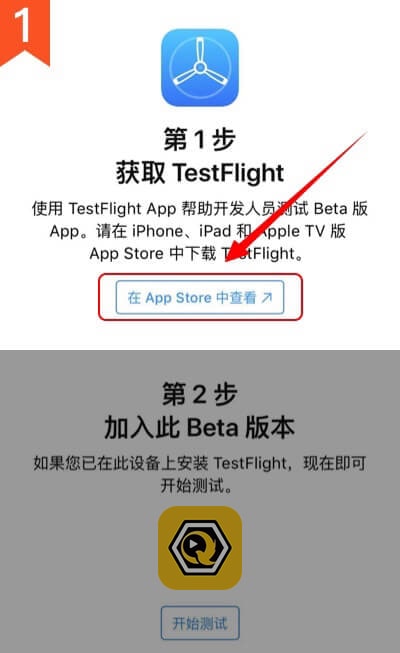 1
第 1 步
获取 TestFlight
使用 TestFlight App 帮助开发人员测试 Beta 版
App。请在 iPhone、iPad 和 Apple TV 版
App Store 中下载 TestFlight。
在 App Store 中查看 ↗
第 2 步
加入此 Beta 版本
如果您已在此设备上安装 TestFlight，现在即可
开始测试。
开始测试